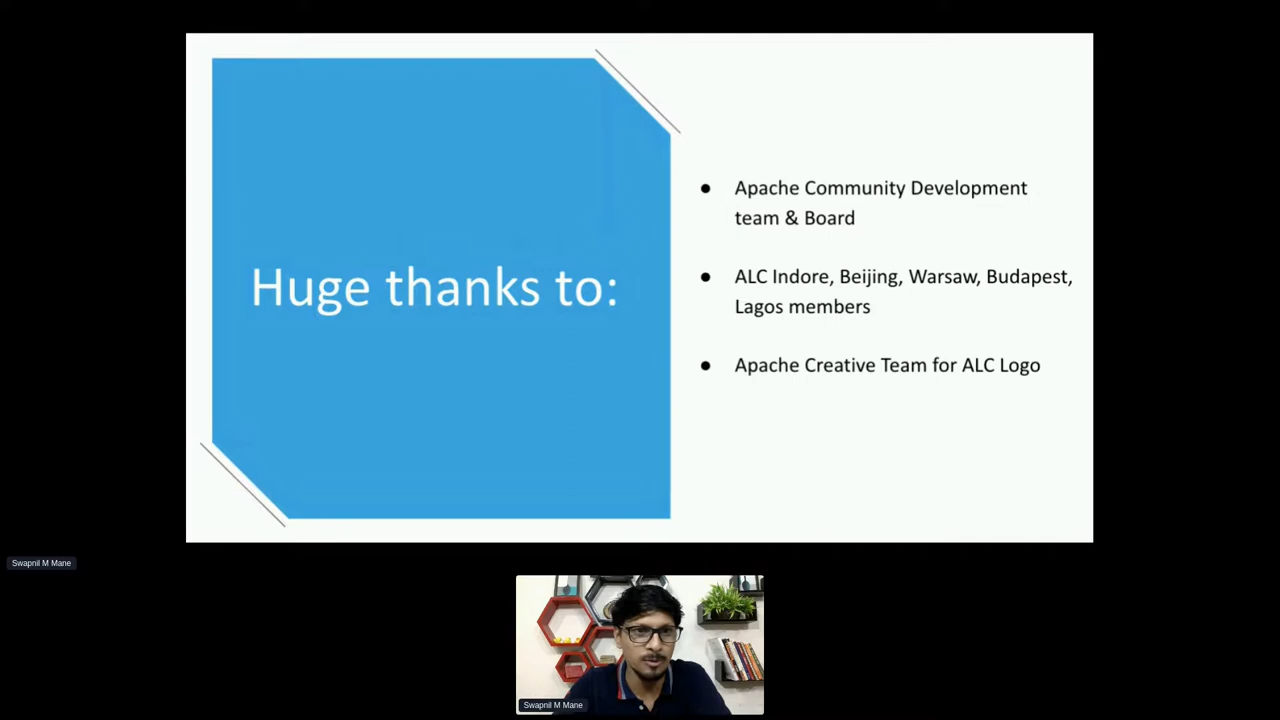 Huge thanks to:
● Apache Community Development
team & Board
● ALC Indore, Beijing, Warsaw, Budapest,
Lagos members
● Apache Creative Team for ALC Logo
Swapnil M Mane
Swapnil M Mane